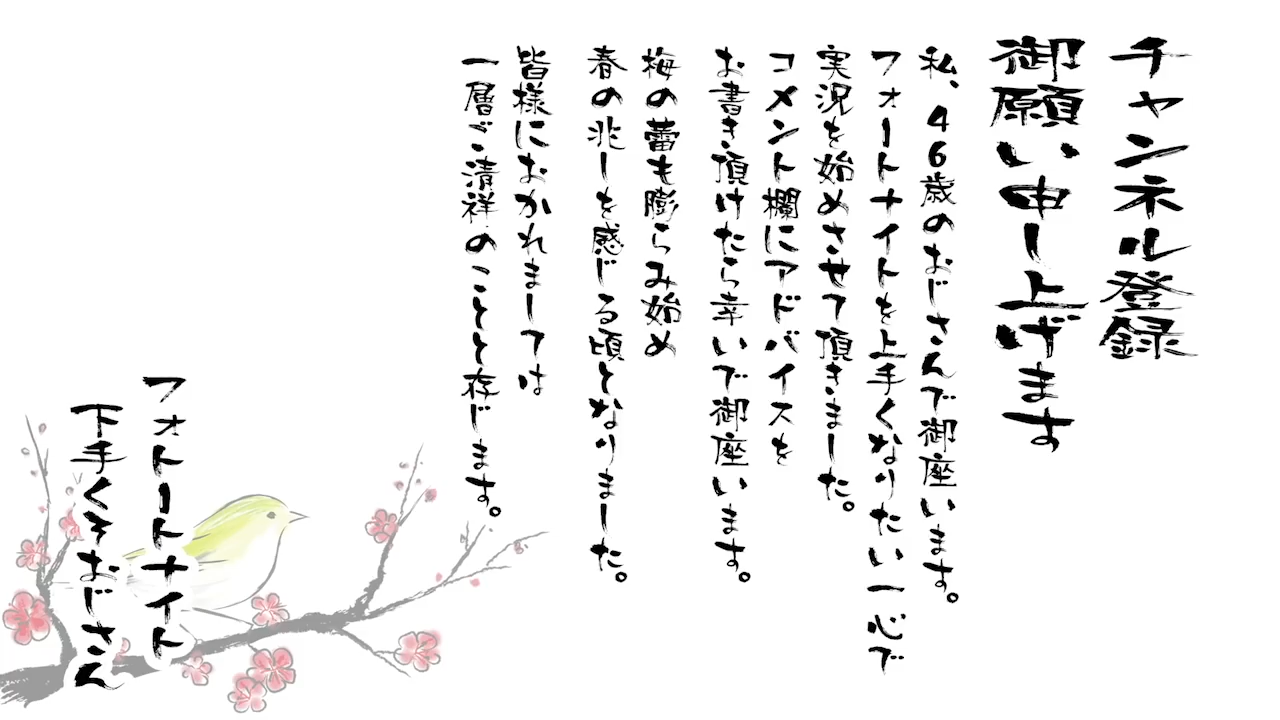 チャンネル登録
御願い申し上げます
私、46歳のおじさんで御座います。
フォートナイトを上手くなりたい一心で
実況を始めさせて頂きました。
コメント欄にアドバイスを
お書き頂けたら幸いで御座います。
梅の蕾も膨らみ始め
春の兆しを感じる頃となりました。
皆様におかれましては
一層ご清祥のことと存じます。
フォートナイト
下手くそおじさん